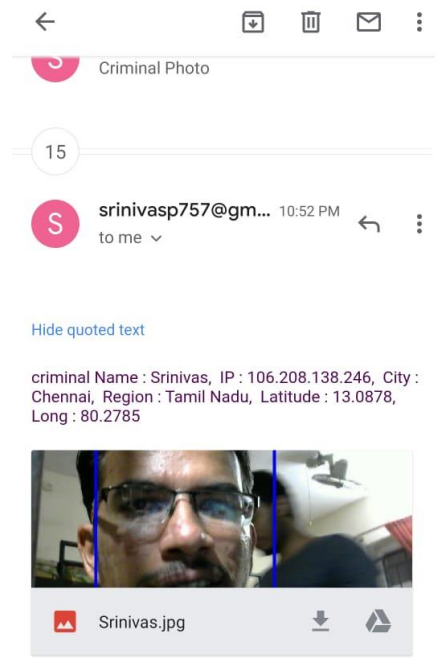 S
Criminal Photo
15
S
srinivasp757@gm... 10:52 PM
to me
Hide quoted text
criminal Name : Srinivas, IP : 106.208.138.246, City :
Chennai, Region : Tamil Nadu, Latitude : 13.0878,
Long : 80.2785
Srinivas.jpg